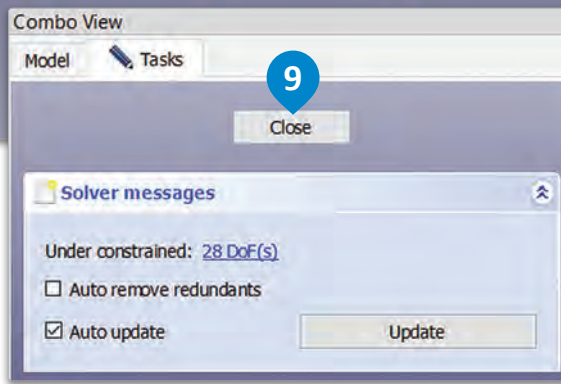 Combo View
Model Tasks
9
Close
Solver messages
Under constrained: 28 DoF(s)
Auto remove redundants
Auto update Update